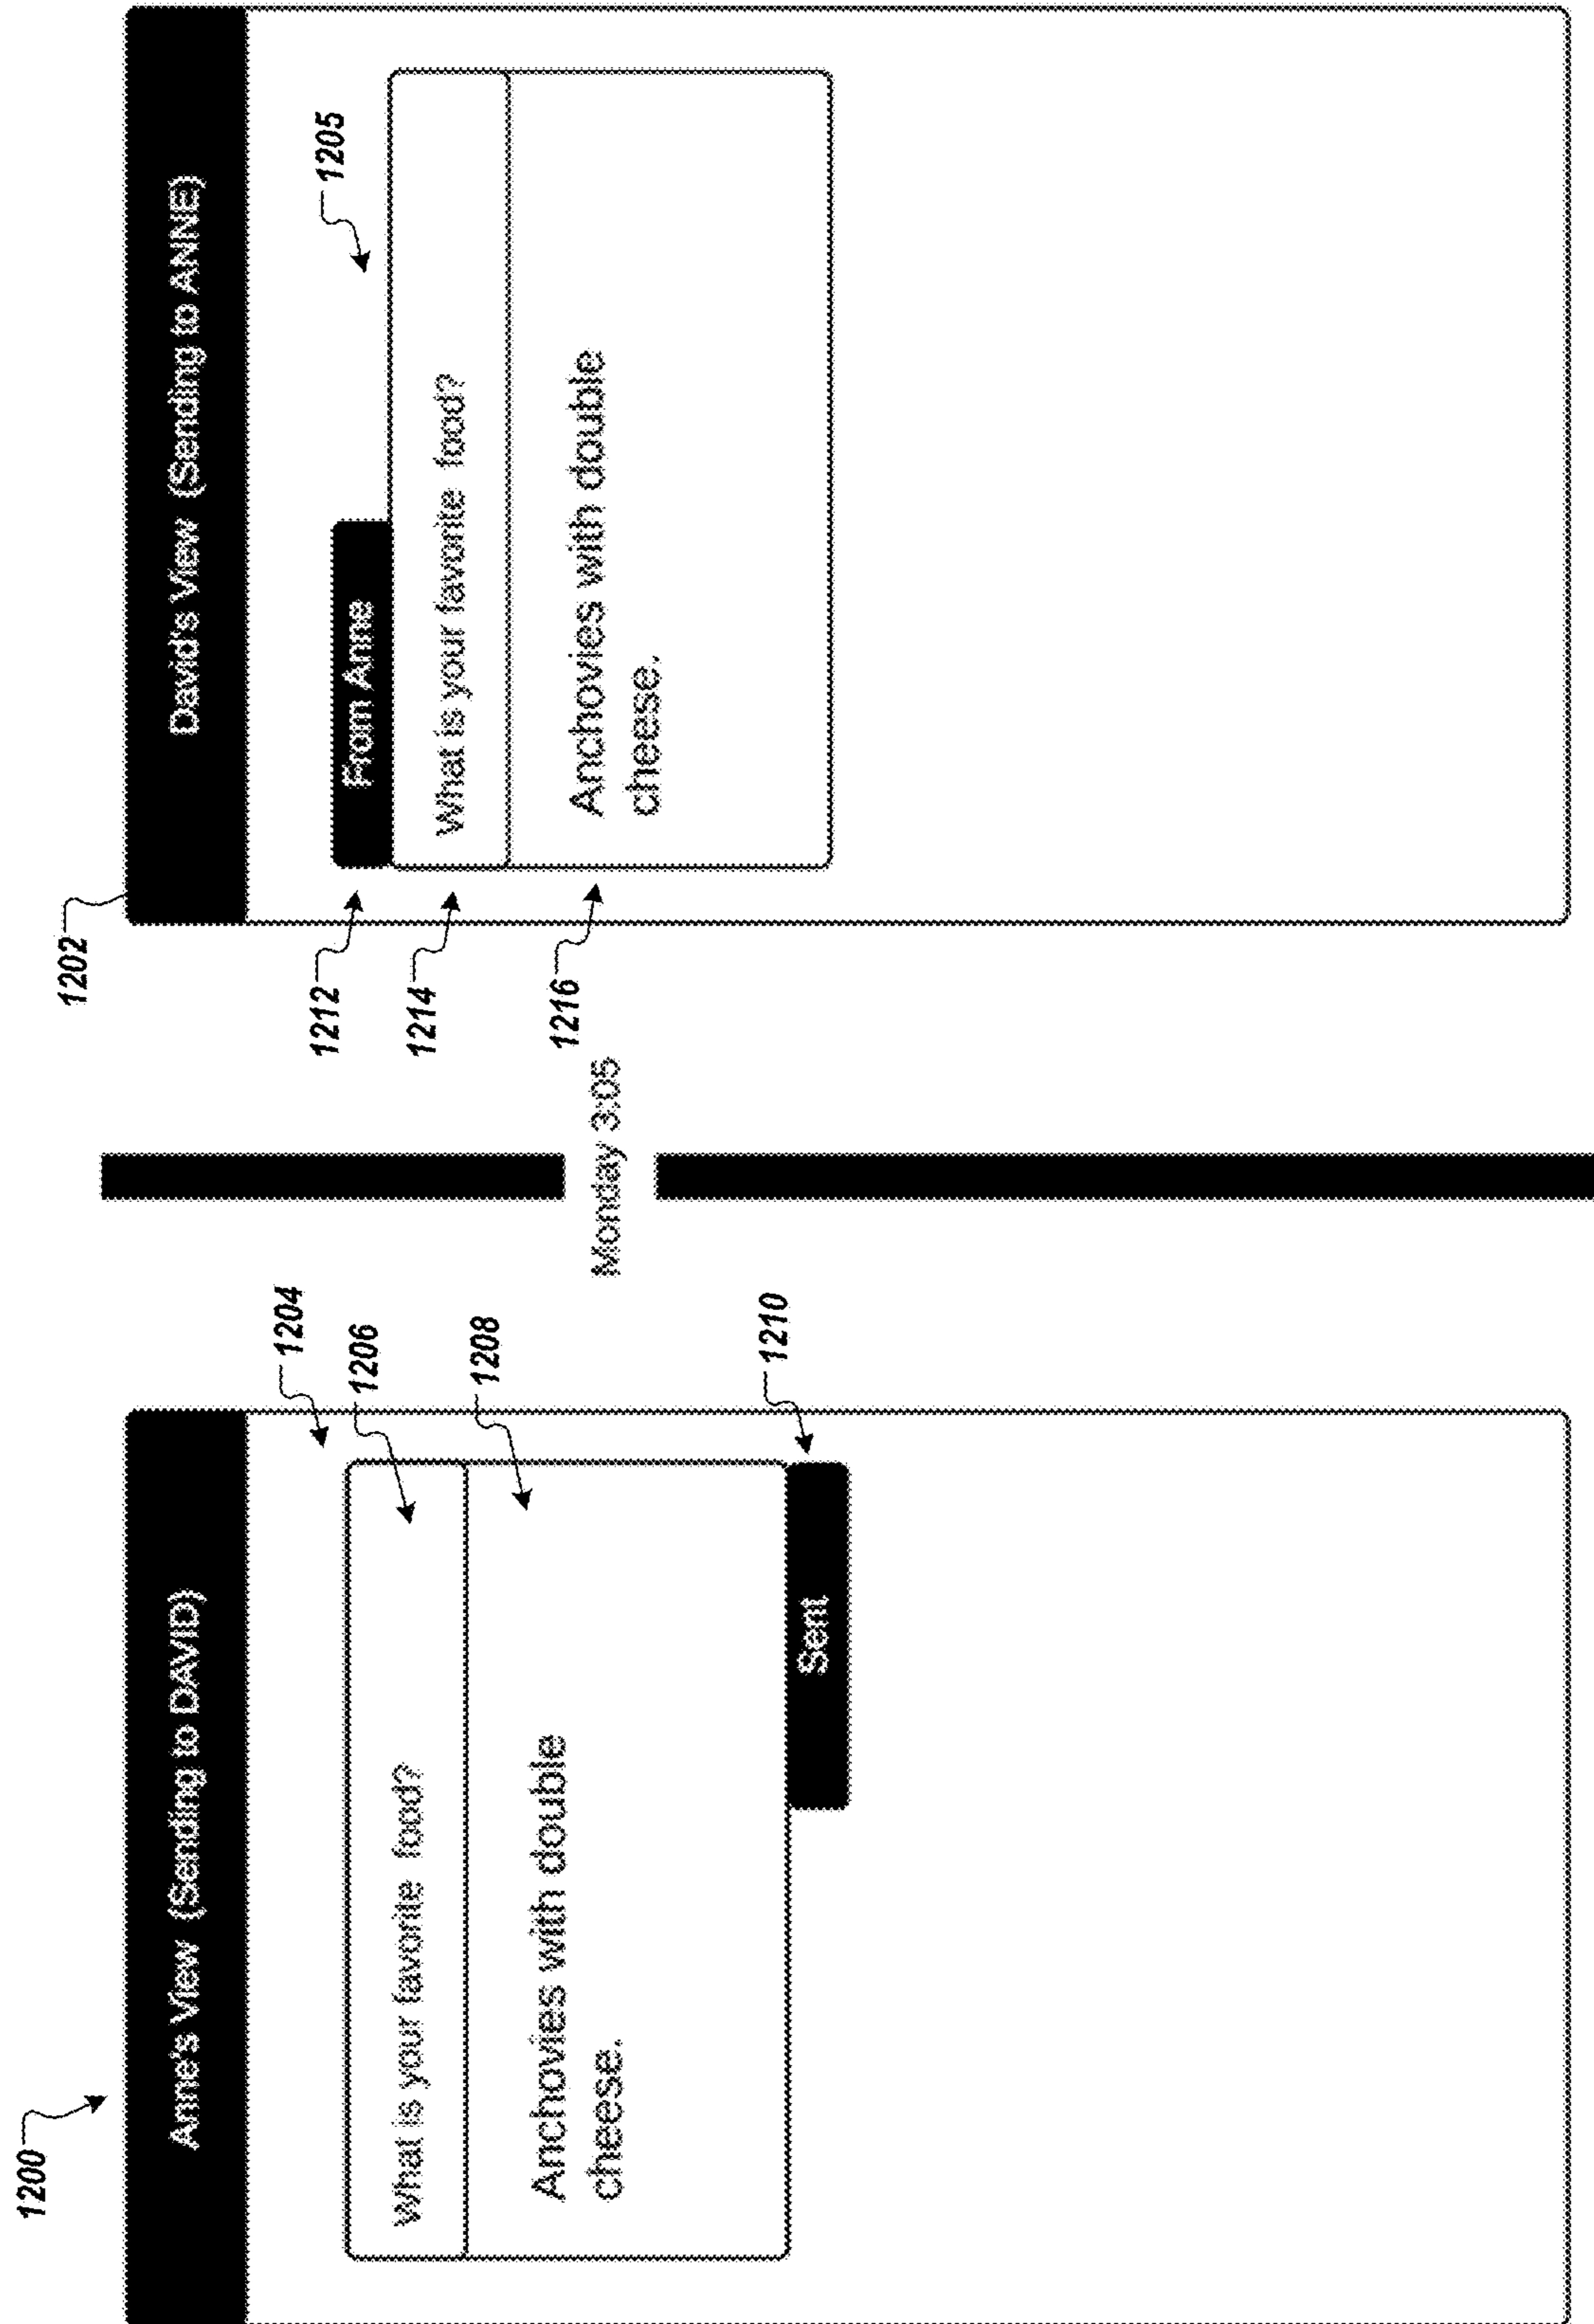 1200
Anne's View (Sending to DAVID)
1204
What is your favorite food?
1206
Anchovies with double
cheese.
1208
Sent
1210
Monday 3:05
1202
David's View (Sending to ANNE)
1205
1212
From Anne
1214
What is your favorite food?
1216
Anchovies with double
cheese.